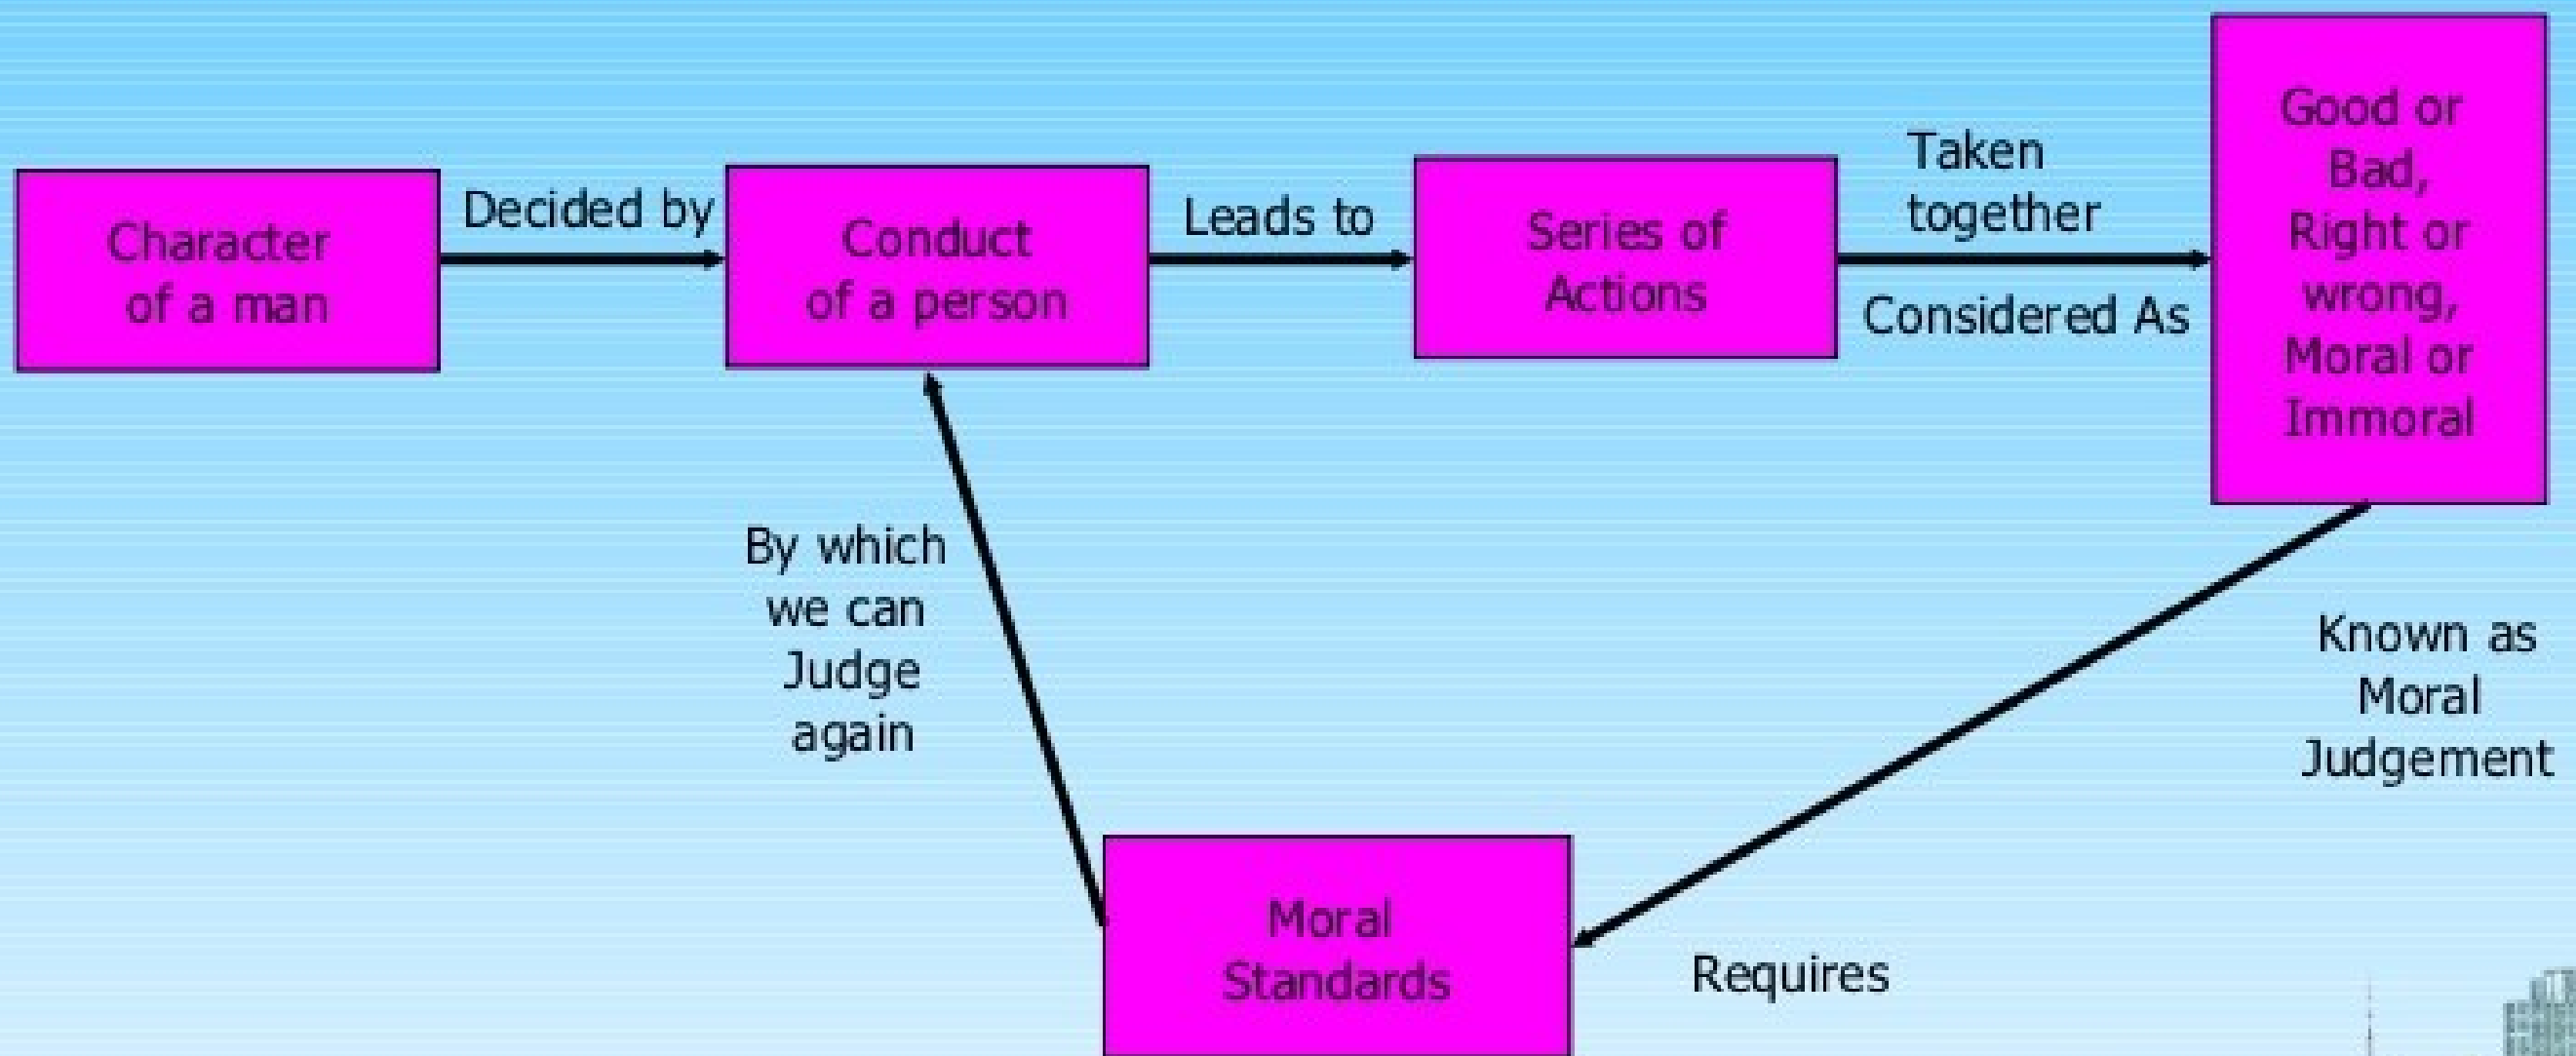 Character
of a man
Decided by
Conduct
of a person
Leads to
Series of
Actions
Taken
together
Considered As
Good or
Bad,
Right or
wrong,
Moral or
Immoral
Known as
Moral
Judgement
Requires
Moral
Standards
By which
we can
Judge
again